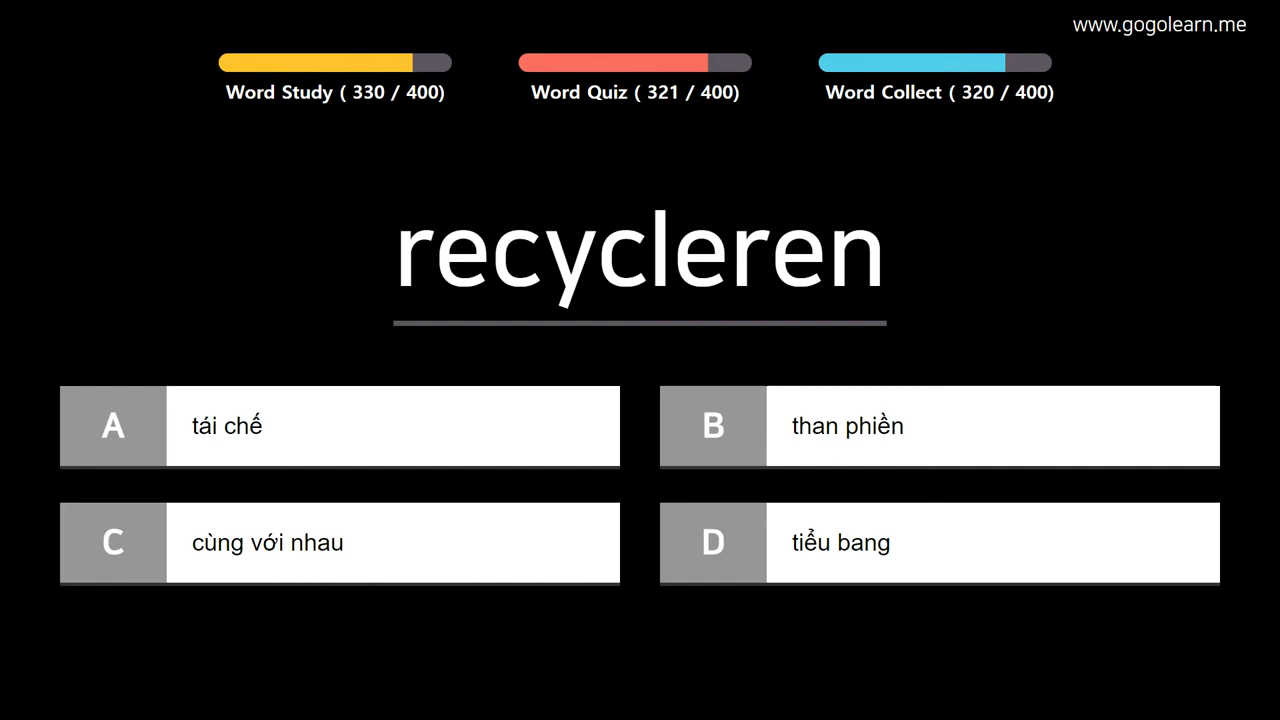 www.gogolearn.me
Word Study ( 330 / 400)
Word Quiz ( 321 / 400)
Word Collect ( 320 / 400)
recycleren
A tái chế
B than phiền
C cùng với nhau
D tiểu bang